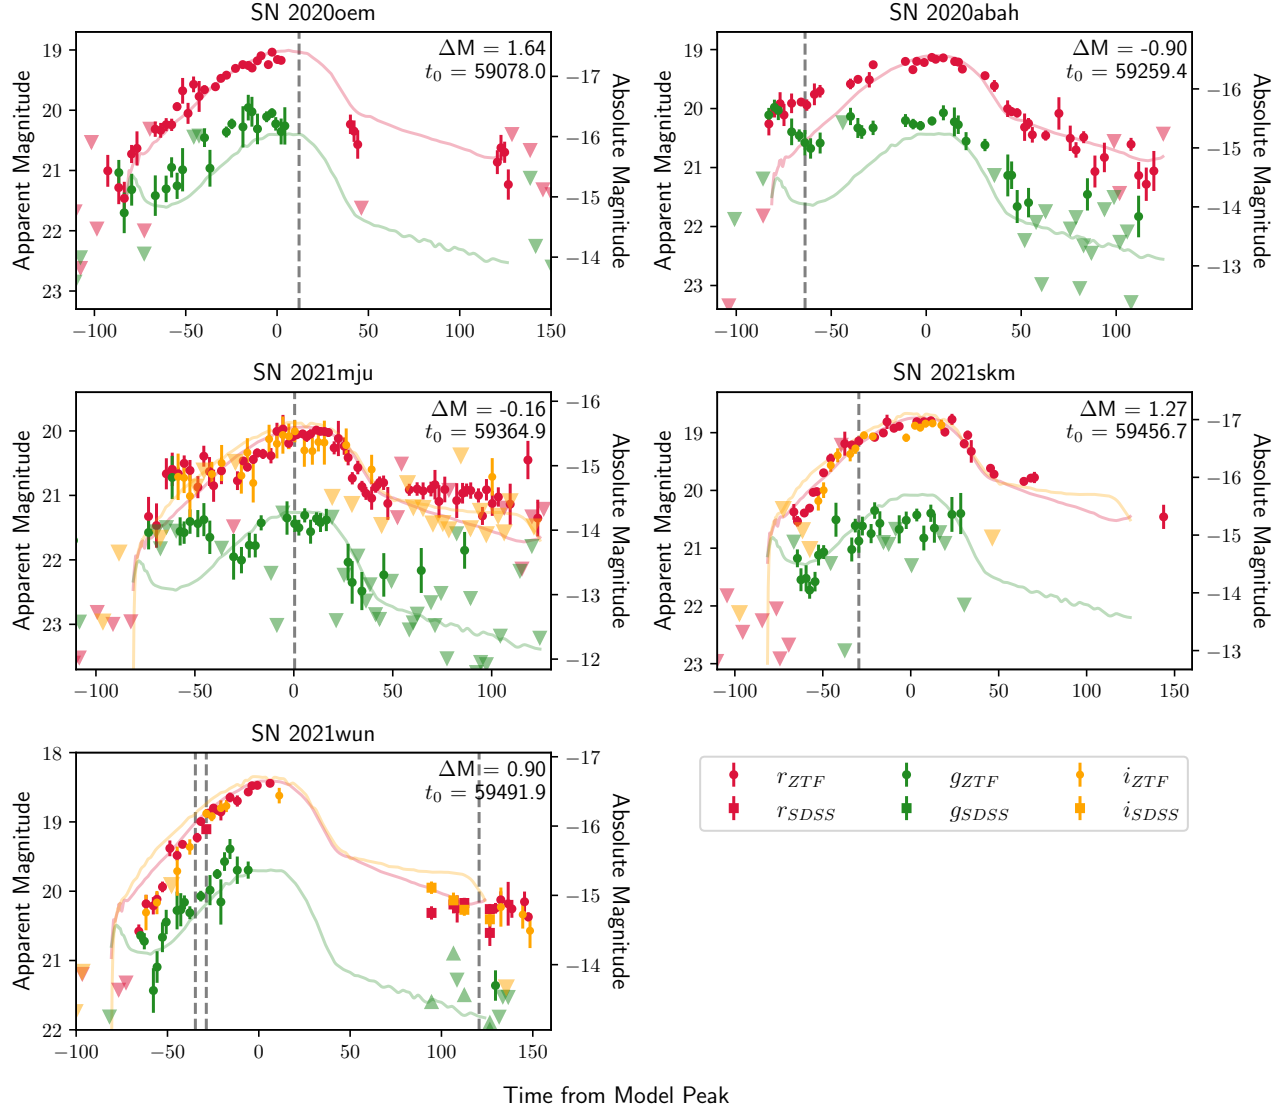 SN 2020oem
ΔM = 1.64
t_0 = 59078.0
Apparent Magnitude
Absolute Magnitude
19
20
21
22
23
−17
−16
−15
−14
−100
−50
0
50
100
150
SN 2020abah
ΔM = -0.90
t_0 = 59259.4
Apparent Magnitude
Absolute Magnitude
19
20
21
22
23
−16
−15
−14
−13
−100
−50
0
50
100
SN 2021mju
ΔM = -0.16
t_0 = 59364.9
Apparent Magnitude
Absolute Magnitude
20
21
22
23
−16
−15
−14
−13
−12
−100
−50
0
50
100
SN 2021skm
ΔM = 1.27
t_0 = 59456.7
Apparent Magnitude
Absolute Magnitude
19
20
21
22
23
−17
−16
−15
−14
−13
−100
−50
0
50
100
150
SN 2021wun
ΔM = 0.90
t_0 = 59491.9
Apparent Magnitude
Absolute Magnitude
18
19
20
21
22
−17
−16
−15
−14
−100
−50
0
50
100
150
r_ZTF
g_ZTF
i_ZTF
r_SDSS
g_SDSS
i_SDSS
Time from Model Peak